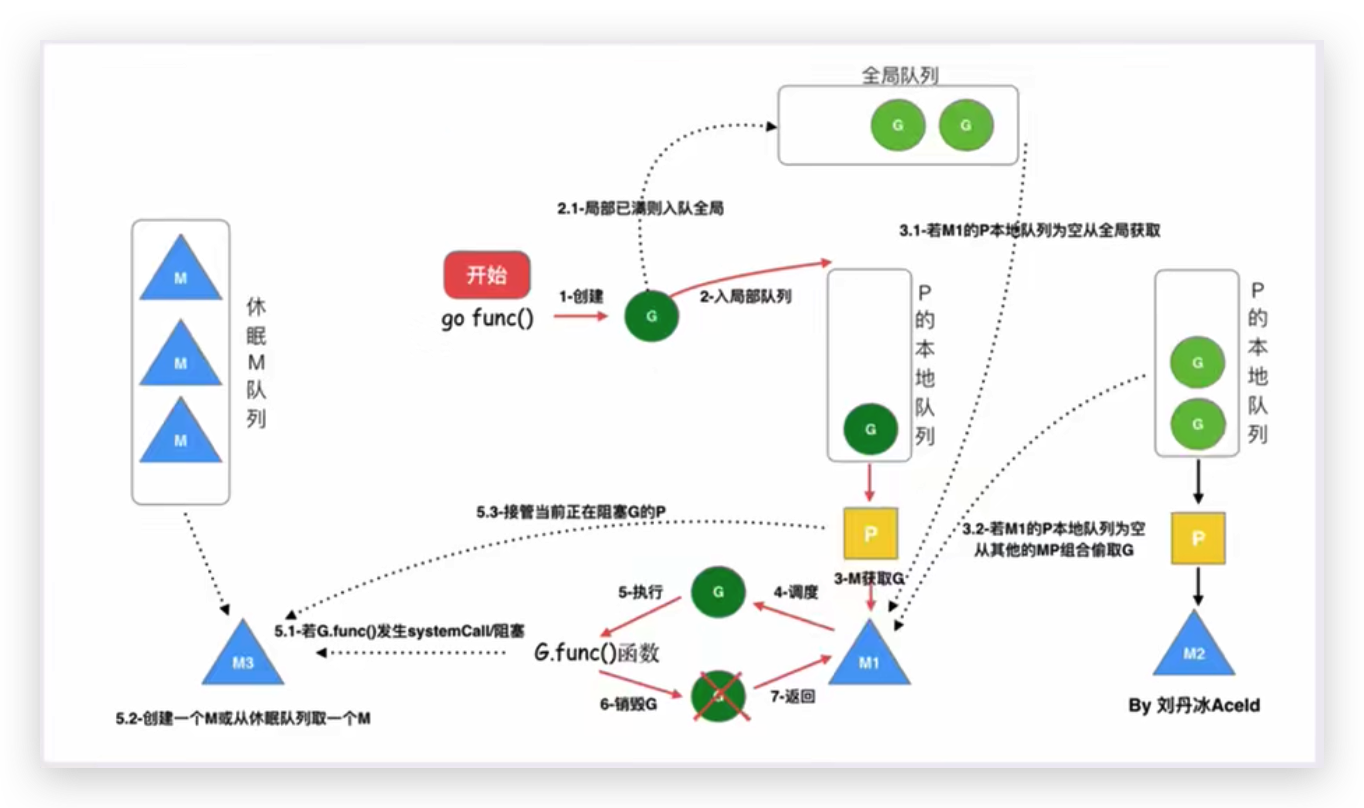 全局队列
G
G
2.1-局部已满则入队全局
3.1-若M1的P本地队列为空从全局获取
M
M
M
休眠M队列
开始
go func()
1-创建
G
2-入局部队列
G
P的本地队列
G
G
P的本地队列
5.3-接管当前正在阻塞G的P
P
3.2-若M1的P本地队列为空
从其他的MP组合偷取G
P
3-M获取G
5-执行
G
4-调度
5.1-若G.func()发生systemCall/阻塞
G.func()函数
M3
M1
M2
6-销毁G
G
7-返回
5.2-创建一个M或从休眠队列取一个M
By 刘丹冰Aceld